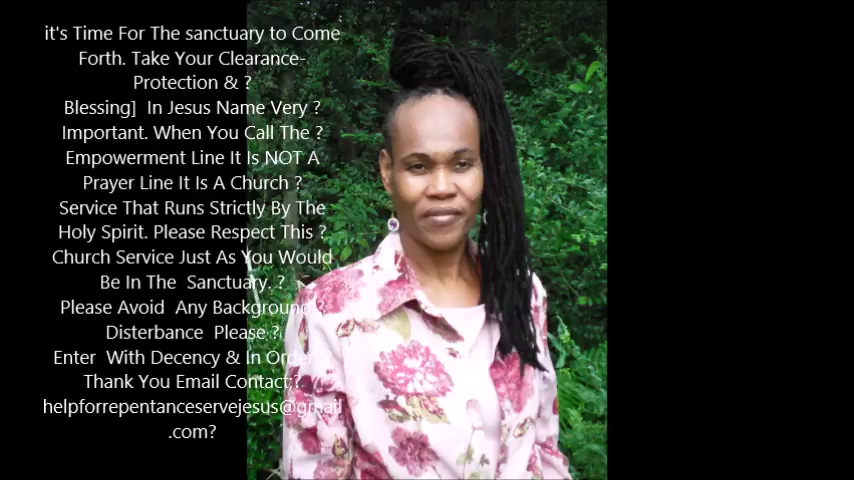 it's Time For The sanctuary to Come
Forth. Take Your Clearance-
Protection & ?
Blessing]  In Jesus Name Very ?
Important. When You Call The ?
Empowerment Line It Is NOT A
Prayer Line It Is A Church ?
Service That Runs Strictly By The
Holy Spirit. Please Respect This ?
Church Service Just As You Would
Be In The  Sanctuary. ?
Please Avoid  Any Background ?
Disterbance  Please ?
Enter  With Decency & In Order. ?
Thank You Email Contact;?
helpforrepentanceservejesus@gmail
.com?